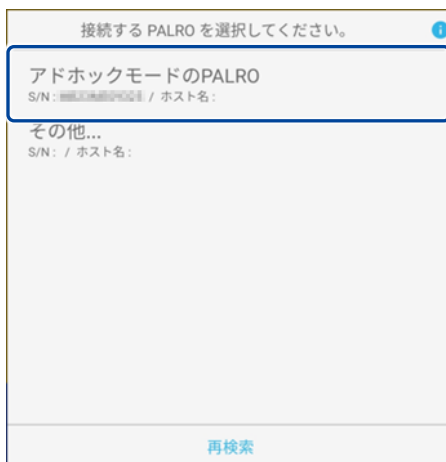 接続する PALRO を選択してください。
アドホックモードのPALRO
S/N: / ホスト名:
その他...
S/N: / ホスト名:
再検索